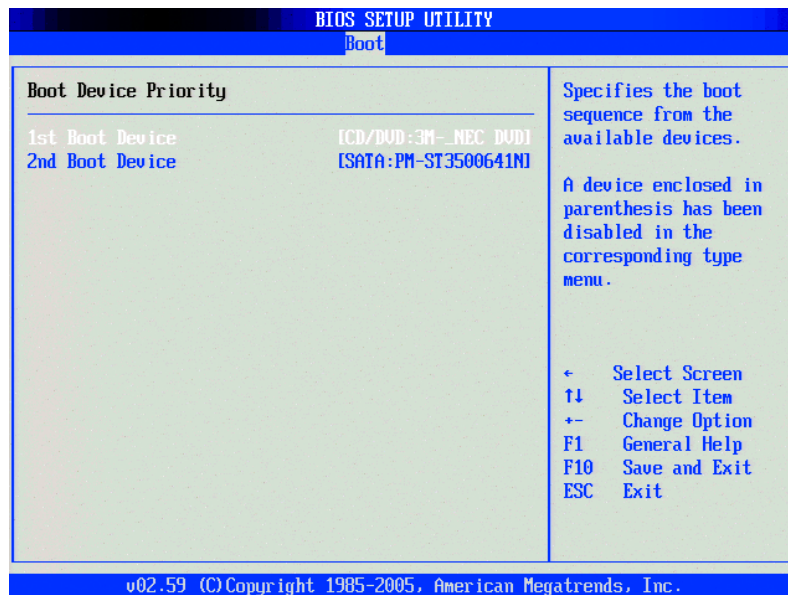 BIOS SETUP UTILITY
Boot
Boot Device Priority
1st Boot Device [CD/DVD:3M-_NEC DVD]
2nd Boot Device [SATA:PM-ST3500641N]
Specifies the boot
sequence from the
available devices.
A device enclosed in
parenthesis has been
disabled in the
corresponding type
menu.
← Select Screen
↑↓ Select Item
+- Change Option
F1 General Help
F10 Save and Exit
ESC Exit
v02.59 (C)Copyright 1985-2005, American Megatrends, Inc.